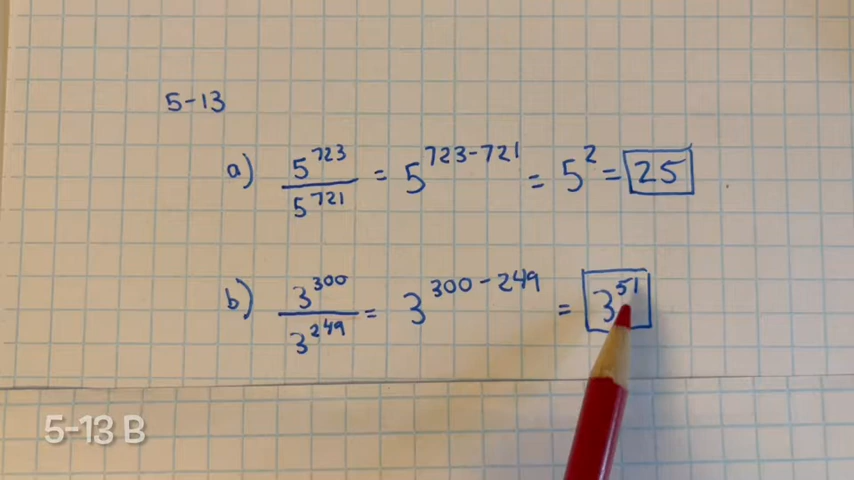 5-13
a) 5^723 / 5^721 = 5^723-721 = 5^2 = 25
b) 3^300 / 3^249 = 3^300-249 = 3^51
5-13 B